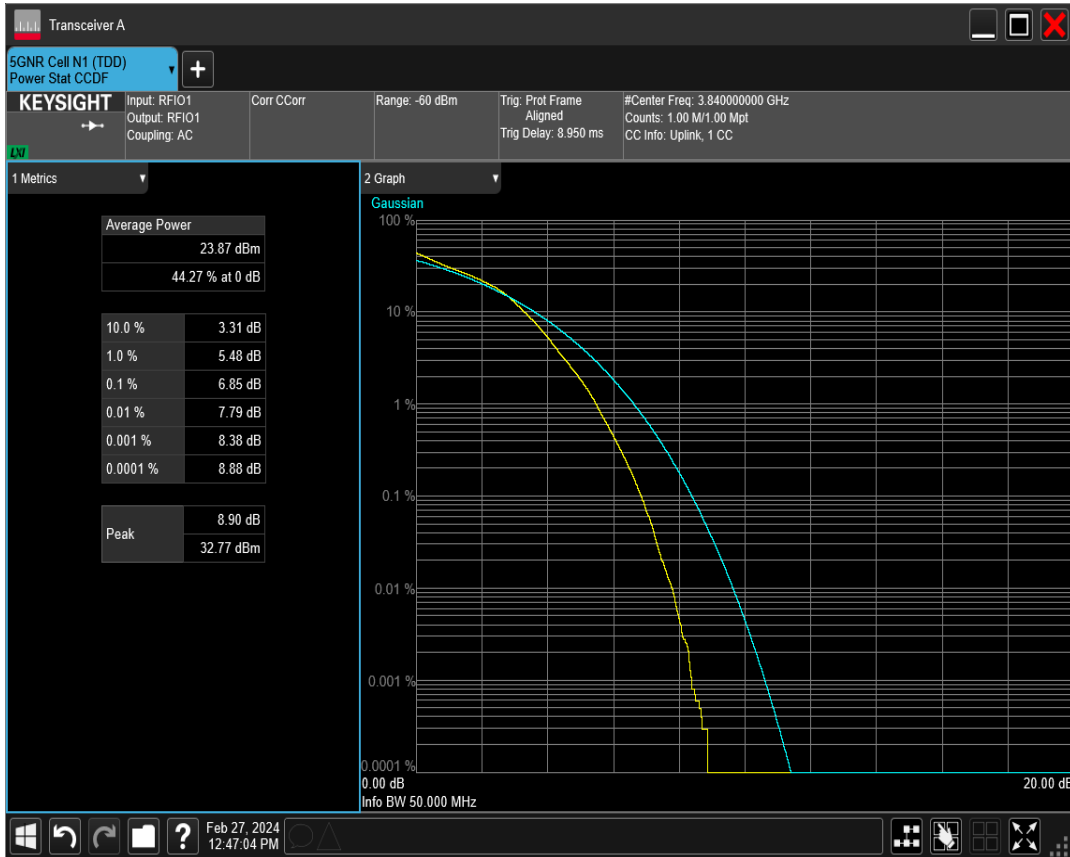 Transceiver A
5GNR Cell N1 (TDD)
Power Stat CCDF
+
KEYSIGHT
LXI
Input: RFIO1
Output: RFIO1
Coupling: AC
Corr CCorr
Range: -60 dBm
Trig: Prot Frame
Aligned
Trig Delay: 8.950 ms
#Center Freq: 3.840000000 GHz
Counts: 1.00 M/1.00 Mpt
CC Info: Uplink, 1 CC
1 Metrics
Average Power
23.87 dBm
44.27 % at 0 dB
10.0 % 3.31 dB
1.0 % 5.48 dB
0.1 % 6.85 dB
0.01 % 7.79 dB
0.001 % 8.38 dB
0.0001 % 8.88 dB
Peak
8.90 dB
32.77 dBm
2 Graph
Gaussian
100 %
10 %
1 %
0.1 %
0.01 %
0.001 %
0.0001 %
0.00 dB
20.00 dB
Info BW 50.000 MHz
?
Feb 27, 2024
12:47:04 PM